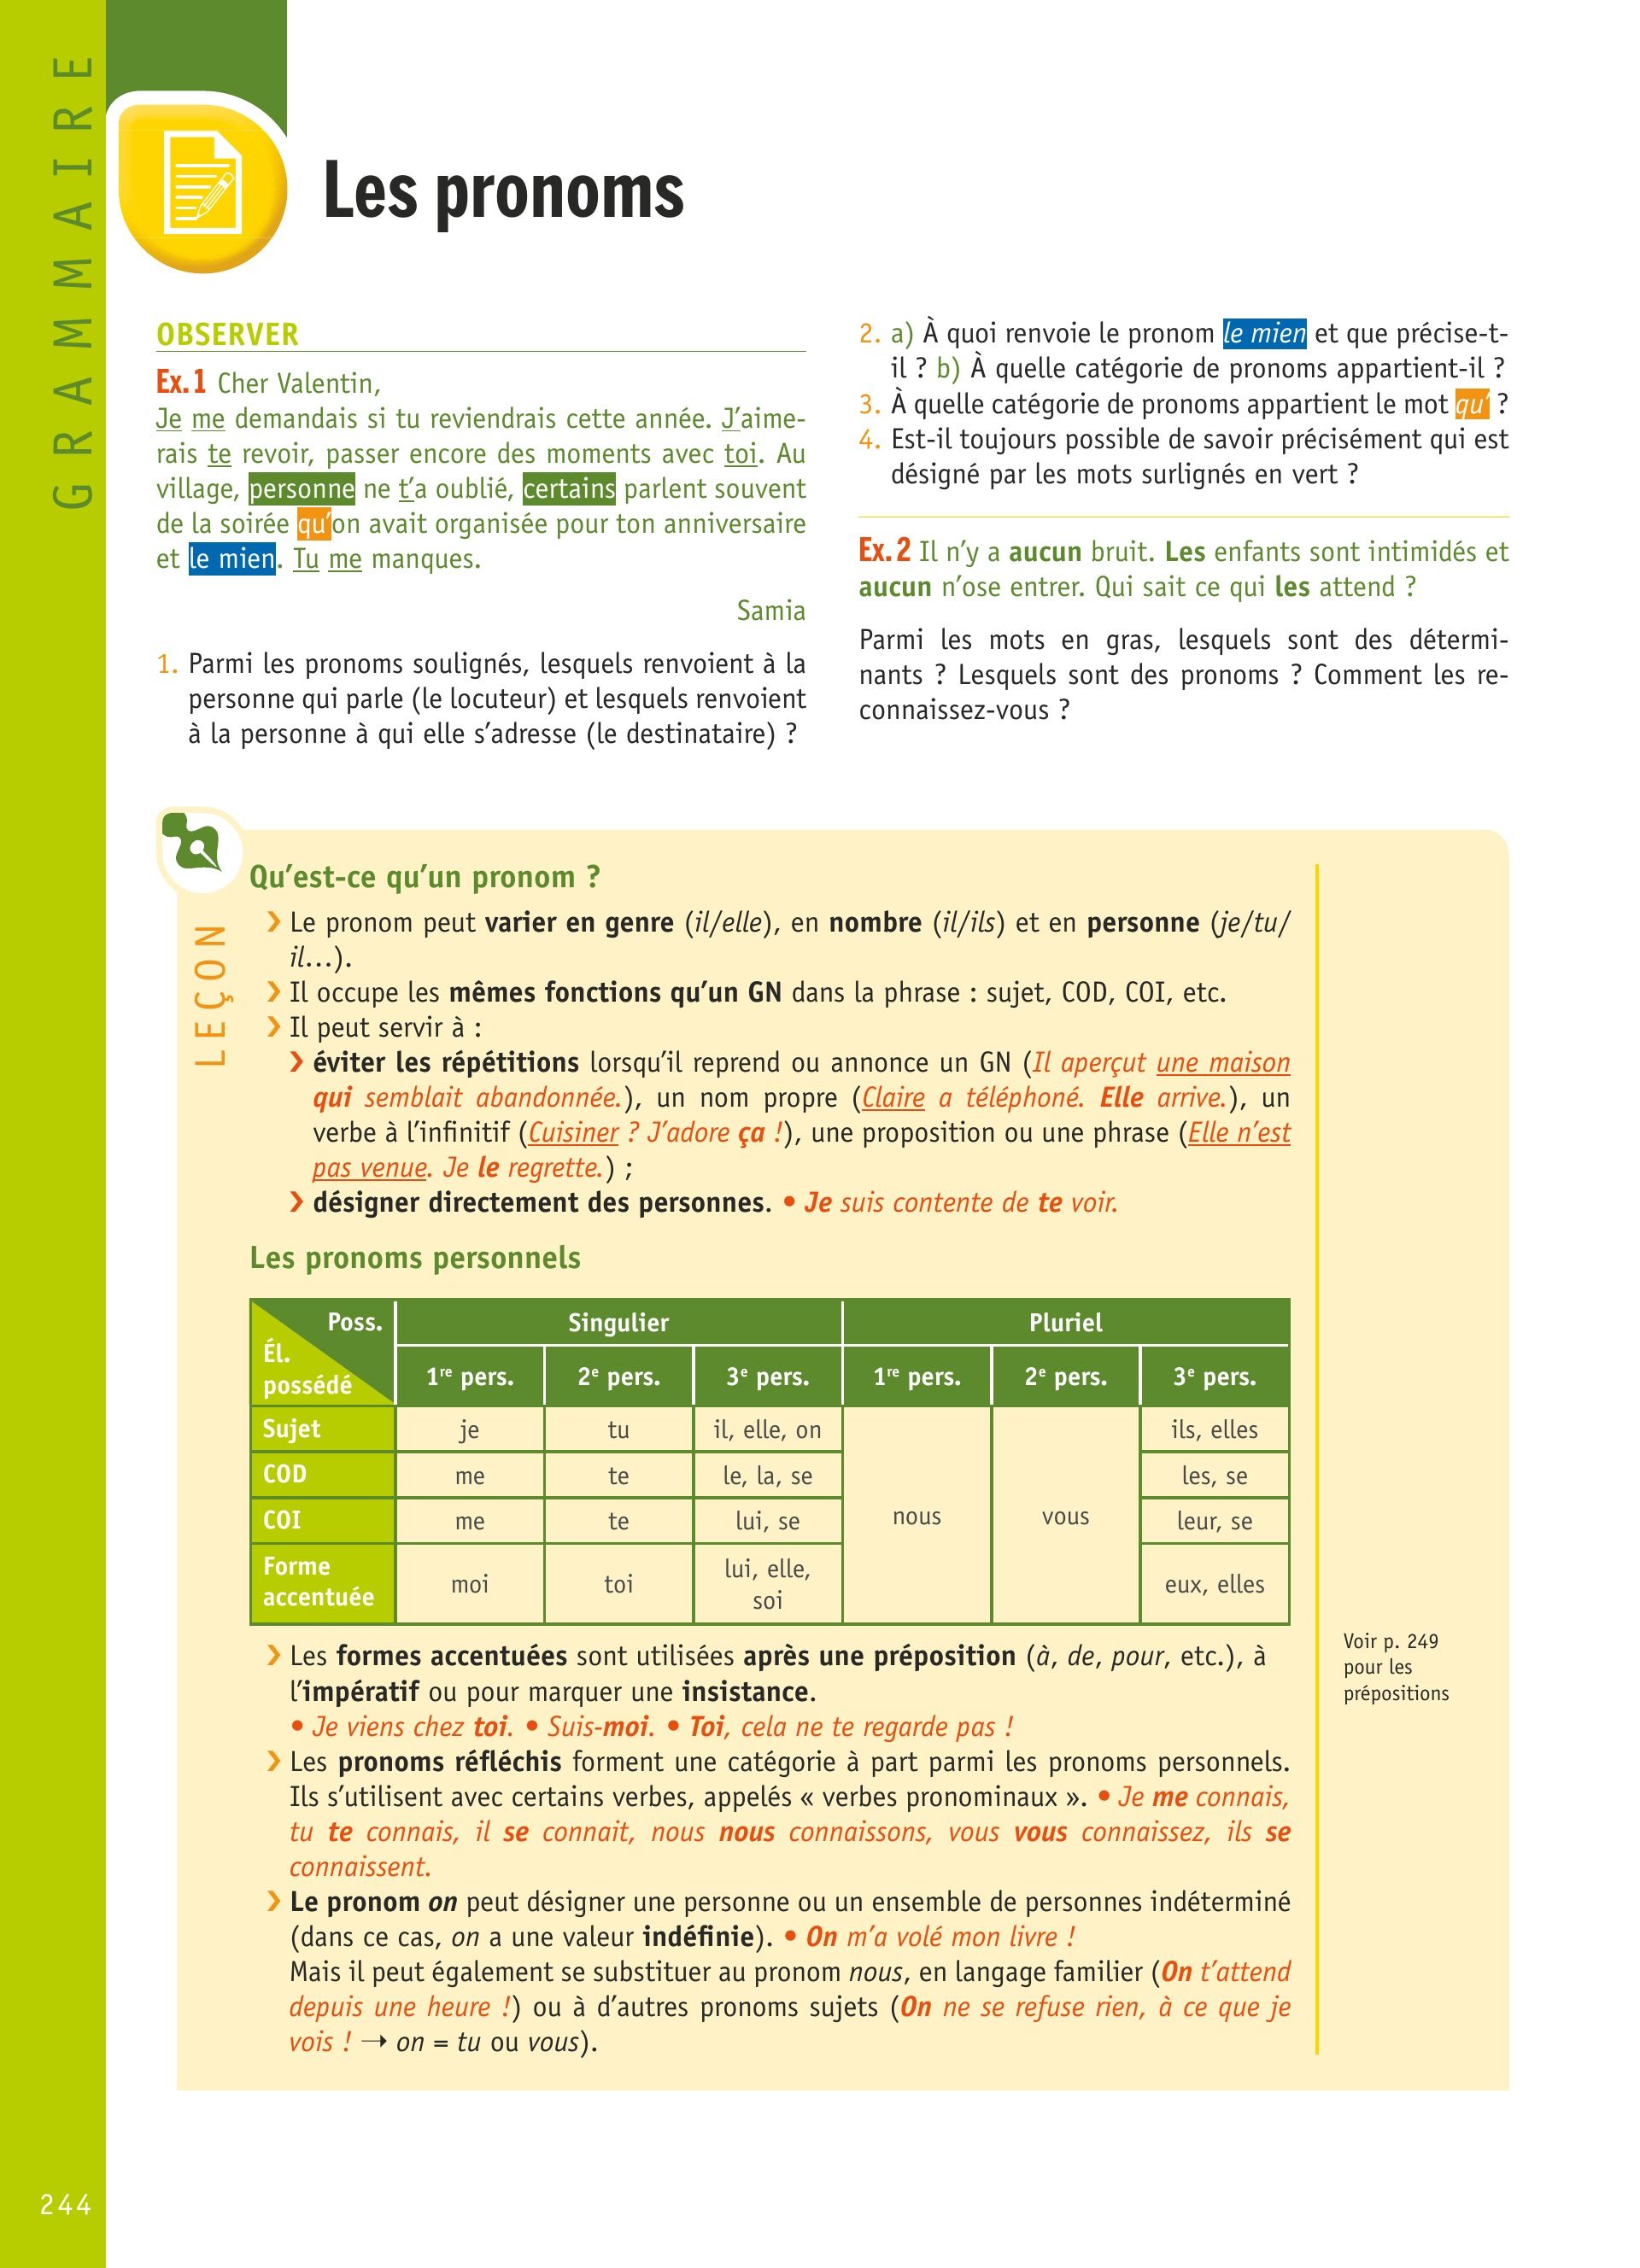 GRAMMAIRE
Les pronoms
OBSERVER
Ex.1 Cher Valentin,
Je me demandais si tu reviendrais cette année. J’aime-
rais te revoir, passer encore des moments avec toi. Au
village, personne ne t’a oublié, certains parlent souvent
de la soirée qu’on avait organisée pour ton anniversaire
et le mien. Tu me manques.
Samia
1. Parmi les pronoms soulignés, lesquels renvoient à la
personne qui parle (le locuteur) et lesquels renvoient
à la personne à qui elle s’adresse (le destinataire) ?
2. a) À quoi renvoie le pronom le mien et que précise-t-
il ? b) À quelle catégorie de pronoms appartient-il ?
3. À quelle catégorie de pronoms appartient le mot qu’ ?
4. Est-il toujours possible de savoir précisément qui est
désigné par les mots surlignés en vert ?
Ex.2 Il n’y a aucun bruit. Les enfants sont intimidés et
aucun n’ose entrer. Qui sait ce qui les attend ?
Parmi les mots en gras, lesquels sont des détermi-
nants ? Lesquels sont des pronoms ? Comment les re-
connaissez-vous ?
LEÇON
Qu’est-ce qu’un pronom ?
› Le pronom peut varier en genre (il/elle), en nombre (il/ils) et en personne (je/tu/
il…).
› Il occupe les mêmes fonctions qu’un GN dans la phrase : sujet, COD, COI, etc.
› Il peut servir à :
› éviter les répétitions lorsqu’il reprend ou annonce un GN (Il aperçut une maison
qui semblait abandonnée.), un nom propre (Claire a téléphoné. Elle arrive.), un
verbe à l’infinitif (Cuisiner ? J’adore ça !), une proposition ou une phrase (Elle n’est
pas venue. Je le regrette.) ;
› désigner directement des personnes. • Je suis contente de te voir.
Les pronoms personnels
Poss. Singulier Pluriel
Él.
possédé 1re pers. 2e pers. 3e pers. 1re pers. 2e pers. 3e pers.
Sujet je tu il, elle, on ils, elles
COD me te le, la, se les, se
COI me te lui, se nous vous leur, se
Forme
accentuée moi toi lui, elle,
soi eux, elles
› Les formes accentuées sont utilisées après une préposition (à, de, pour, etc.), à
l’impératif ou pour marquer une insistance.
• Je viens chez toi. • Suis-moi. • Toi, cela ne te regarde pas !
› Les pronoms réfléchis forment une catégorie à part parmi les pronoms personnels.
Ils s’utilisent avec certains verbes, appelés « verbes pronominaux ». • Je me connais,
tu te connais, il se connait, nous nous connaissons, vous vous connaissez, ils se
connaissent.
› Le pronom on peut désigner une personne ou un ensemble de personnes indéterminé
(dans ce cas, on a une valeur indéfinie). • On m’a volé mon livre !
Mais il peut également se substituer au pronom nous, en langage familier (On t’attend
depuis une heure !) ou à d’autres pronoms sujets (On ne se refuse rien, à ce que je
vois ! → on = tu ou vous).
Voir p. 249
pour les
prépositions
244